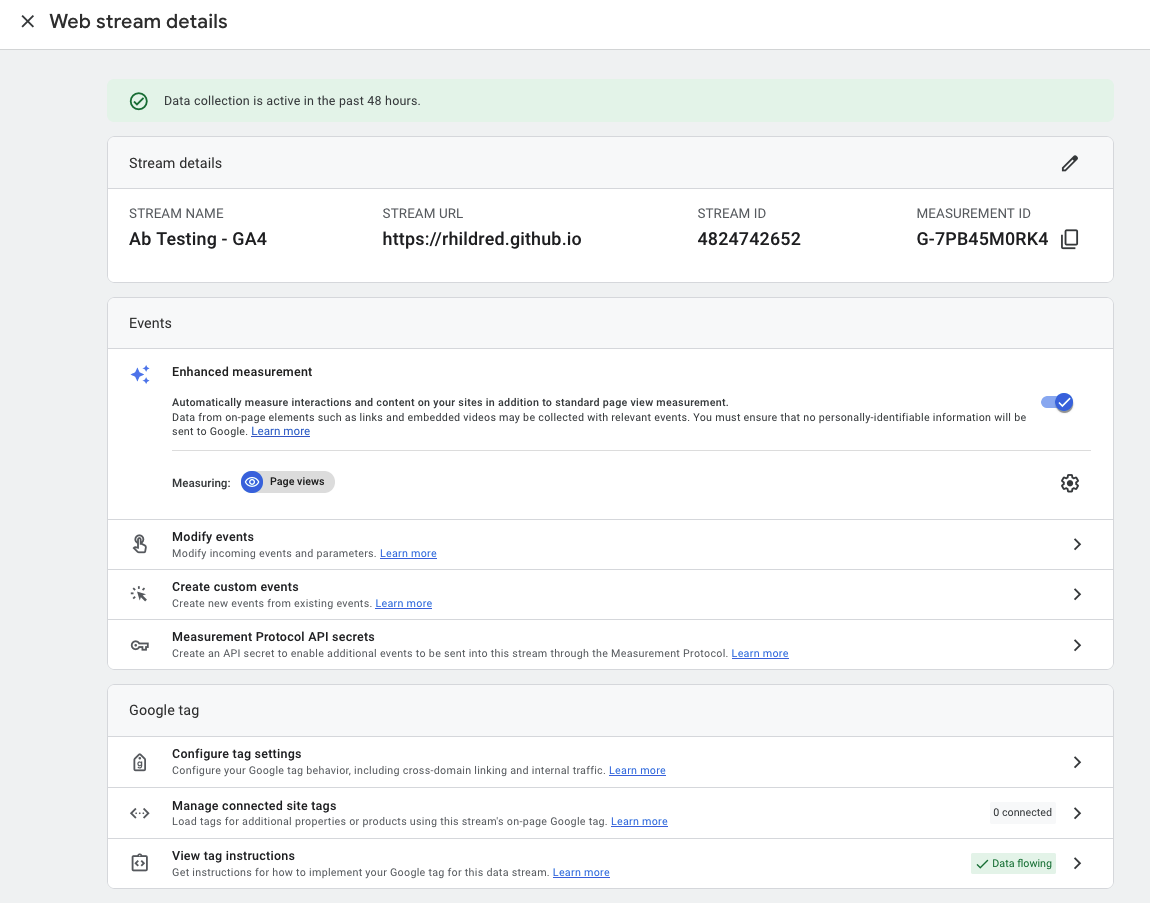 Web stream details
Data collection is active in the past 48 hours.
Stream details
STREAM NAME
Ab Testing - GA4
STREAM URL
https://rhildred.github.io
STREAM ID
4824742652
MEASUREMENT ID
G-7PB45M0RK4
Events
Enhanced measurement
Automatically measure interactions and content on your sites in addition to standard page view measurement.
Data from on-page elements such as links and embedded videos may be collected with relevant events. You must ensure that no personally-identifiable information will be
sent to Google. Learn more
Measuring: Page views
Modify events
Modify incoming events and parameters. Learn more
Create custom events
Create new events from existing events. Learn more
Measurement Protocol API secrets
Create an API secret to enable additional events to be sent into this stream through the Measurement Protocol. Learn more
Google tag
Configure tag settings
Configure your Google tag behavior, including cross-domain linking and internal traffic. Learn more
Manage connected site tags
Load tags for additional properties or products using this stream's on-page Google tag. Learn more
0 connected
View tag instructions
Get instructions for how to implement your Google tag for this data stream. Learn more
Data flowing